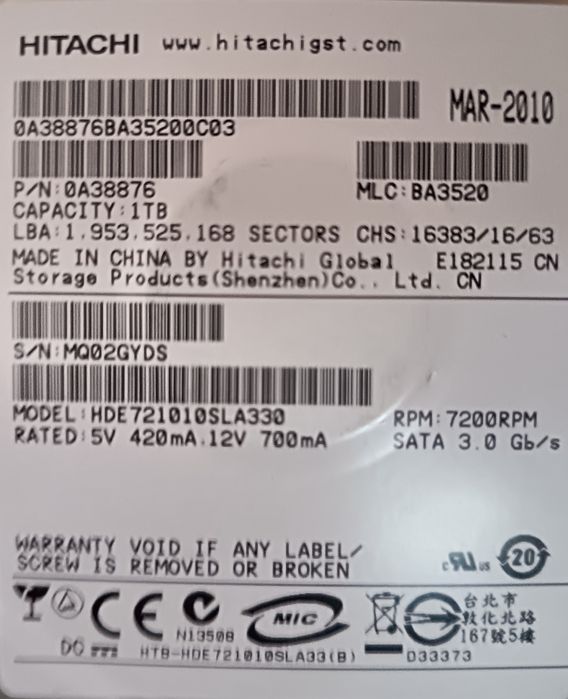 HITACHI www.hitachigst.com
MAR-2010
0A38876BA35200C03
P/N:0A38876 MLC:BA3520
CAPACITY:1TB
LBA:1,953,525,168 SECTORS CHS:16383/16/63
MADE IN CHINA BY Hitachi Global E182115 CN
Storage Products(Shenzhen)Co., Ltd. CN
S/N:MQ02GYDS
MODEL:HDE721010SLA330 RPM:7200RPM
RATED:5V 420mA,12V 700mA SATA 3.0 Gb/s
WARRANTY VOID IF ANY LABEL/
SCREW IS REMOVED OR BROKEN
c RU us 20
CE N13508 MIC
台北市
敦化北路
167號5樓
DC HTB-HDE721010SLA33(B) D33373